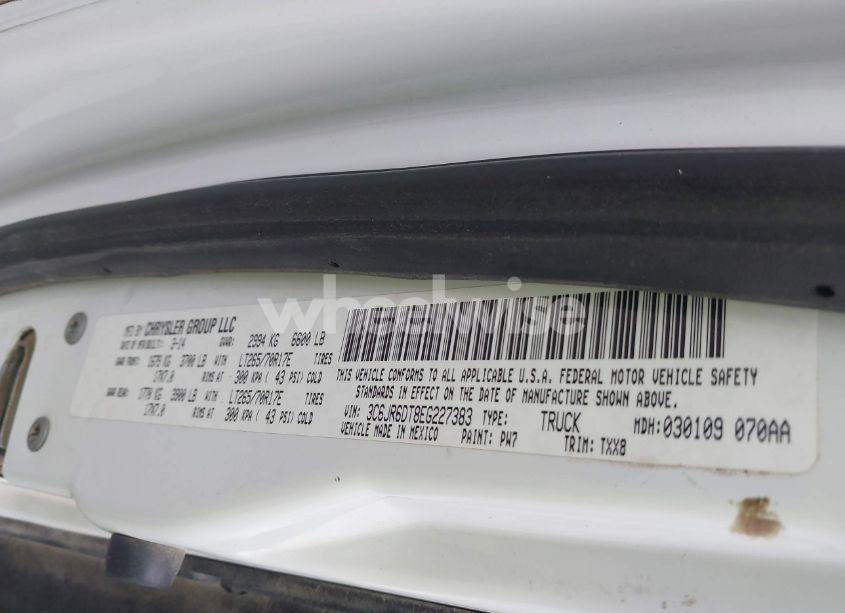 wheelwise
MFD BY CHRYSLER GROUP LLC
DATE OF MFR/BUILT: 3-14 GVWR: 2994 KG 6600 LB
GAWR FRONT: 1675 KG 3700 LB WITH LT265/70R17E TIRES
17X7.0 RIMS AT 300 KPA ( 43 PSI) COLD
GAWR REAR: 1770 KG 3900 LB WITH LT265/70R17E TIRES
17X7.0 RIMS AT 300 KPA ( 43 PSI) COLD
THIS VEHICLE CONFORMS TO ALL APPLICABLE U.S.A. FEDERAL MOTOR VEHICLE SAFETY
STANDARDS IN EFFECT ON THE DATE OF MANUFACTURE SHOWN ABOVE.
VIN: 3C6JR6DT8EG227383 TYPE: TRUCK MDH: 030109 070AA
VEHICLE MADE IN MEXICO PAINT: PW7 TRIM: TXX8